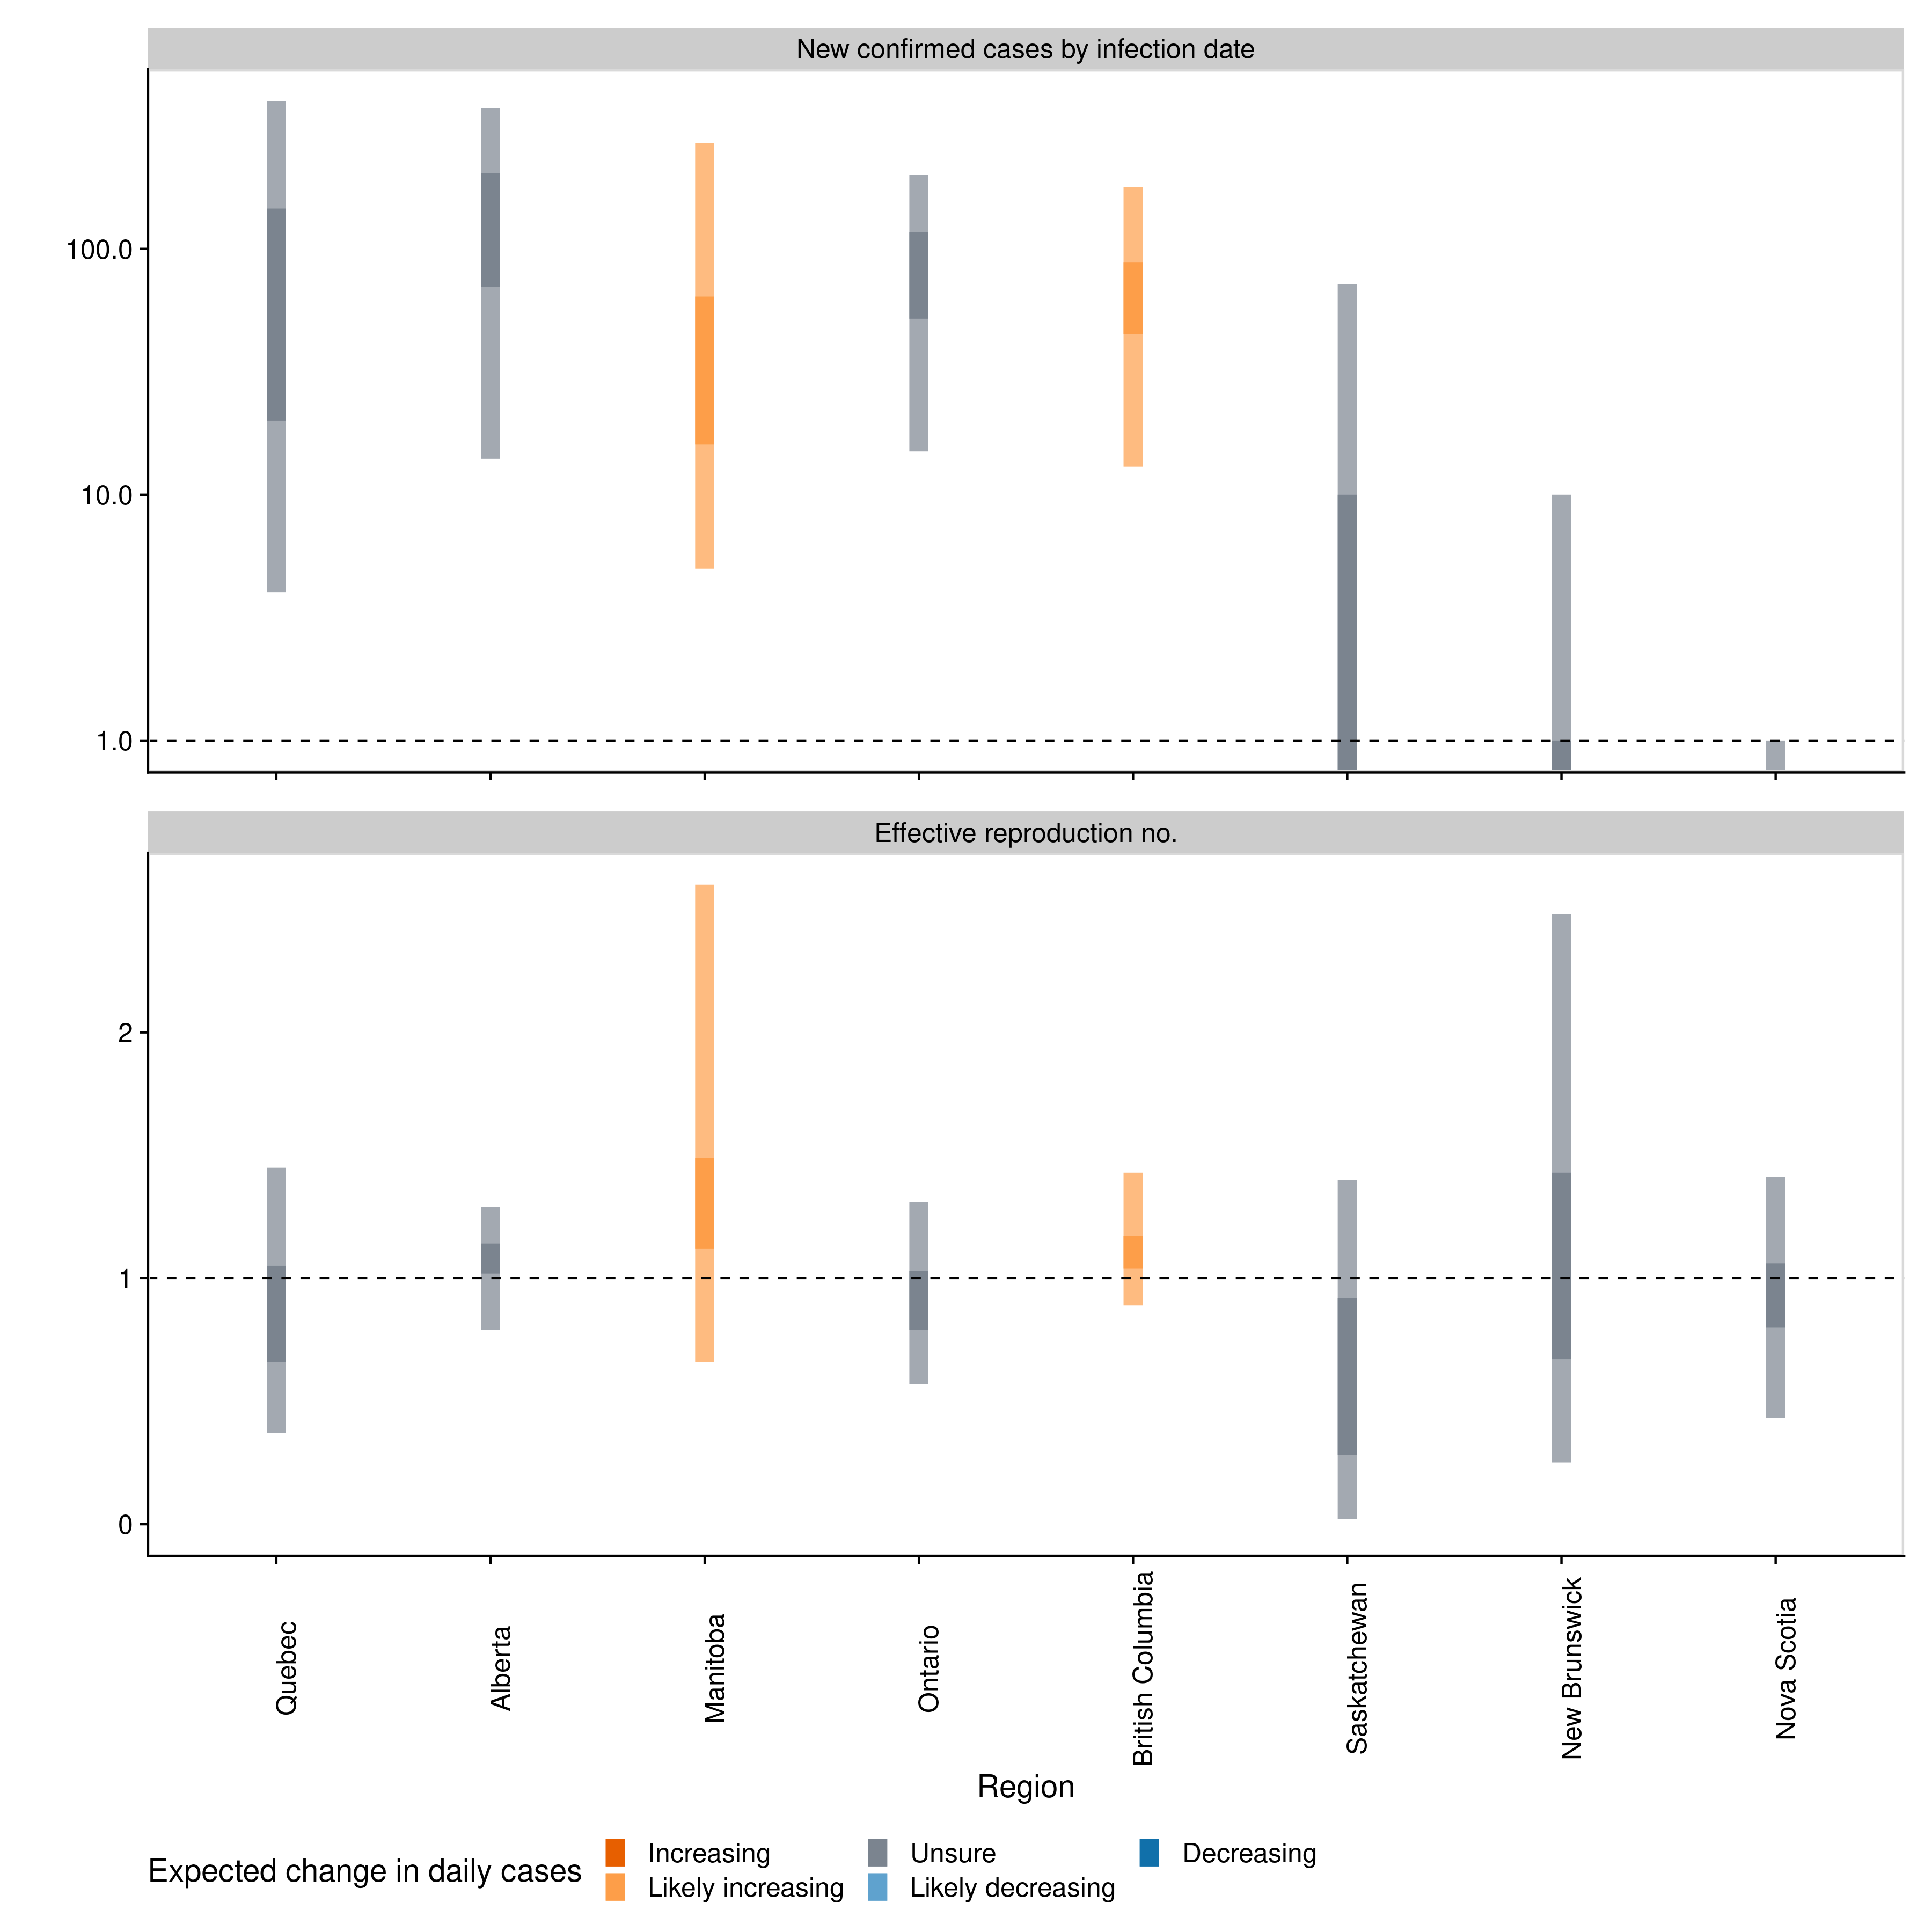 New confirmed cases by infection date
100.0
10.0
1.0
Effective reproduction no.
2
1
0
Quebec
Alberta
Manitoba
Ontario
British Columbia
Saskatchewan
New Brunswick
Nova Scotia
Region
Expected change in daily cases
Increasing
Likely increasing
Unsure
Likely decreasing
Decreasing